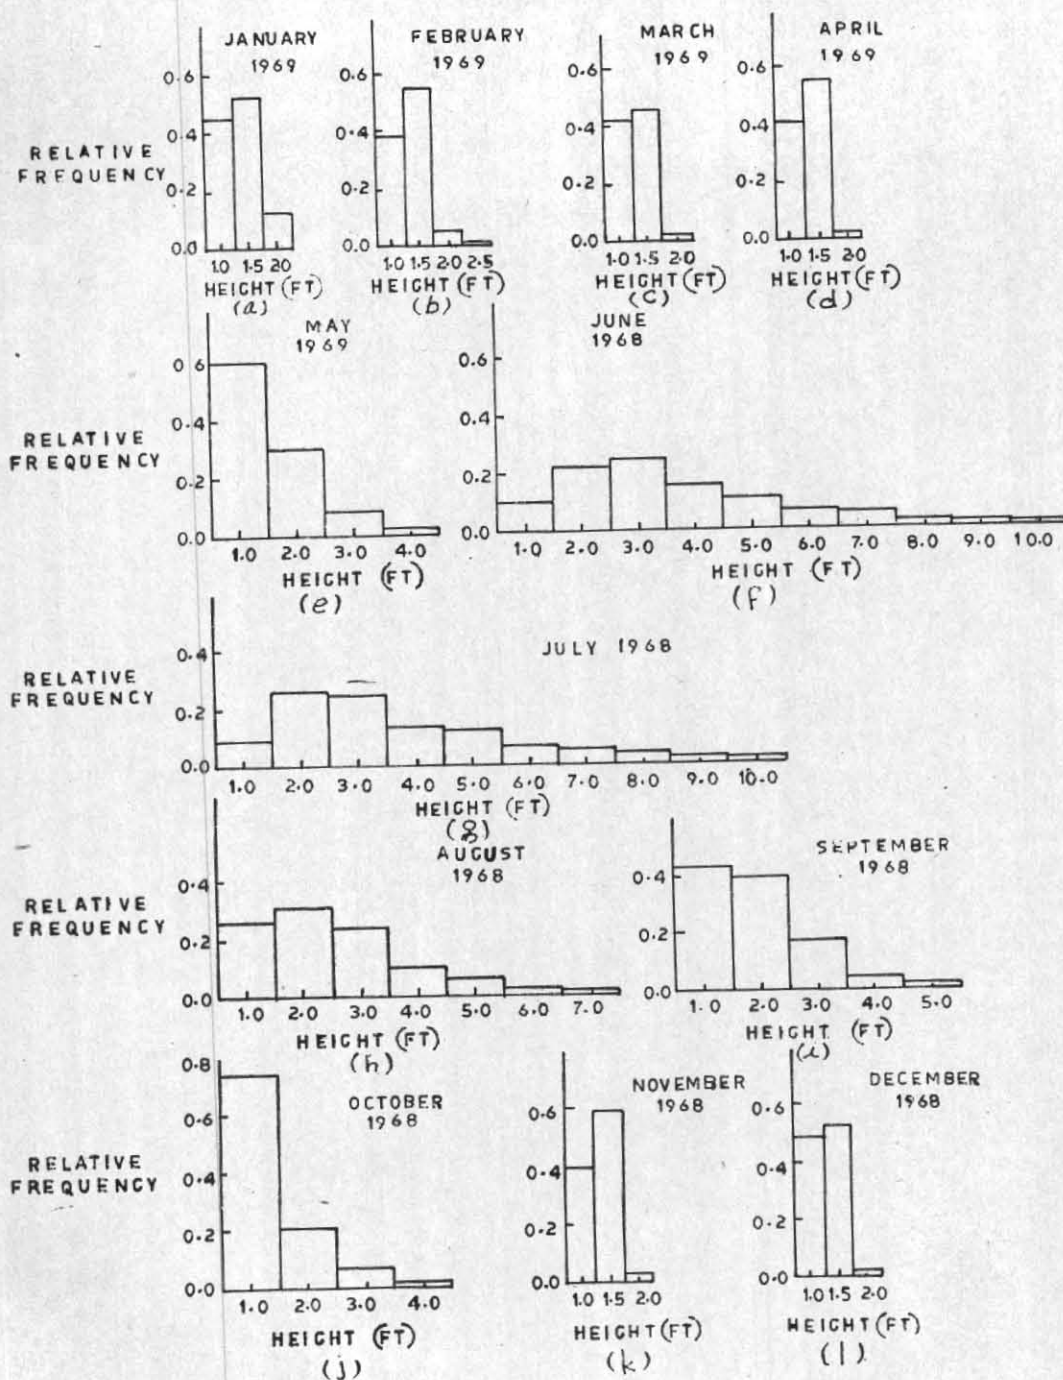 JANUARY
1969
FEBRUARY
1969
MARCH
1969
APRIL
1969
RELATIVE
FREQUENCY
0.6
0.4
0.2
0.0
1.0 1.5 20
HEIGHT (FT)
(a)
0.6
0.4
0.2
0.0
1.0 1.5 2.0 2.5
HEIGHT (FT)
(b)
0.6
0.4
0.2
0.0
1.0 1.5 2.0
HEIGHT (FT)
(c)
0.6
0.4
0.2
0.0
1.0 1.5 2.0
HEIGHT (FT)
(d)
MAY
1969
RELATIVE
FREQUENCY
0 6
0.4
0.2
0.0
1.0 2.0 3.0 4.0
HEIGHT (FT)
(e)
JUNE
1968
0.6
0.4
0.2
0.0
1.0 2.0 3.0 4.0 5.0 6.0 7.0 8.0 9.0 10.0
HEIGHT (FT)
(f)
JULY 1968
RELATIVE
FREQUENCY
0.4
0.2
0.0
1.0 2.0 3.0 4.0 5.0 6.0 7.0 8.0 9.0 10.0
HEIGHT (FT)
(g)
AUGUST
1968
RELATIVE
FREQUENCY
0.4
0.2
0.0
1.0 2.0 3.0 4.0 5.0 6.0 7.0
HEIGHT (FT)
(h)
SEPTEMBER
1968
0.4
0.2
0.0
1.0 2.0 3.0 4.0 5.0
HEIGHT (FT)
(i)
OCTOBER
1968
RELATIVE
FREQUENCY
0.8
0.6
0.4
0.2
0.0
1.0 2.0 3.0 4.0
HEIGHT (FT)
(j)
NOVEMBER
1968
0.6
0.4
0.2
0.0
1.0 1.5 2.0
HEIGHT (FT)
(k)
DECEMBER
1968
0.6
0.4
0.2
0.0
1.0 1.5 2.0
HEIGHT (FT)
(l)